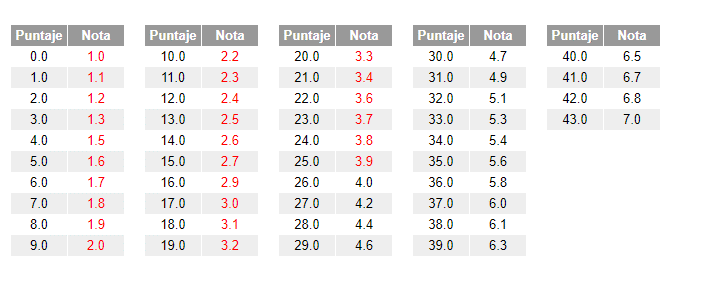 Puntaje Nota Puntaje Nota Puntaje Nota Puntaje Nota Puntaje Nota
0.0 1.0 10.0 2.2 20.0 3.3 30.0 4.7 40.0 6.5
1.0 1.1 11.0 2.3 21.0 3.4 31.0 4.9 41.0 6.7
2.0 1.2 12.0 2.4 22.0 3.6 32.0 5.1 42.0 6.8
3.0 1.3 13.0 2.5 23.0 3.7 33.0 5.3 43.0 7.0
4.0 1.5 14.0 2.6 24.0 3.8 34.0 5.4
5.0 1.6 15.0 2.7 25.0 3.9 35.0 5.6
6.0 1.7 16.0 2.9 26.0 4.0 36.0 5.8
7.0 1.8 17.0 3.0 27.0 4.2 37.0 6.0
8.0 1.9 18.0 3.1 28.0 4.4 38.0 6.1
9.0 2.0 19.0 3.2 29.0 4.6 39.0 6.3